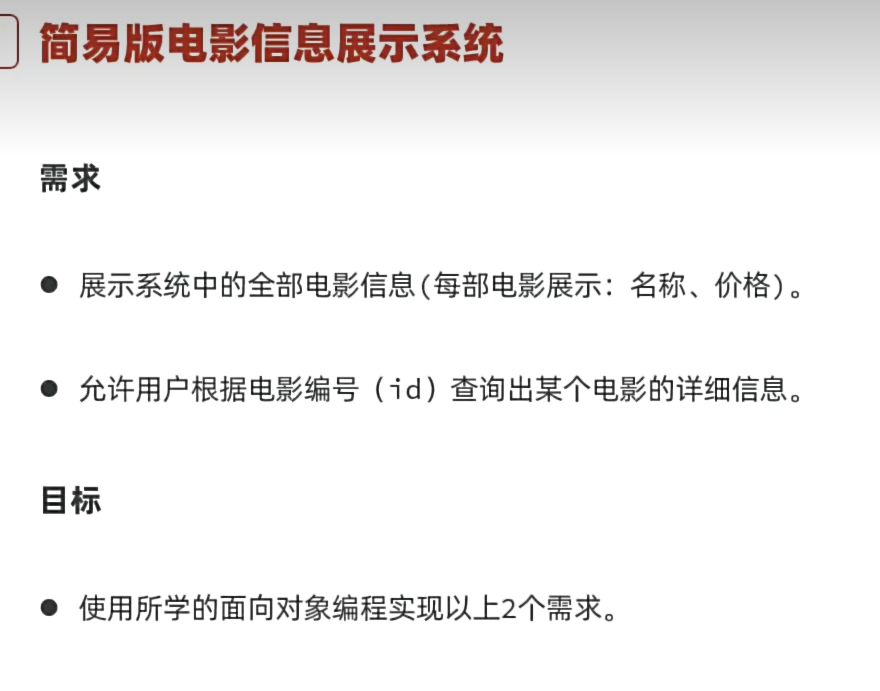 简易版电影信息展示系统
需求
● 展示系统中的全部电影信息(每部电影展示：名称、价格)。
● 允许用户根据电影编号（id）查询出某个电影的详细信息。
目标
● 使用所学的面向对象编程实现以上2个需求。